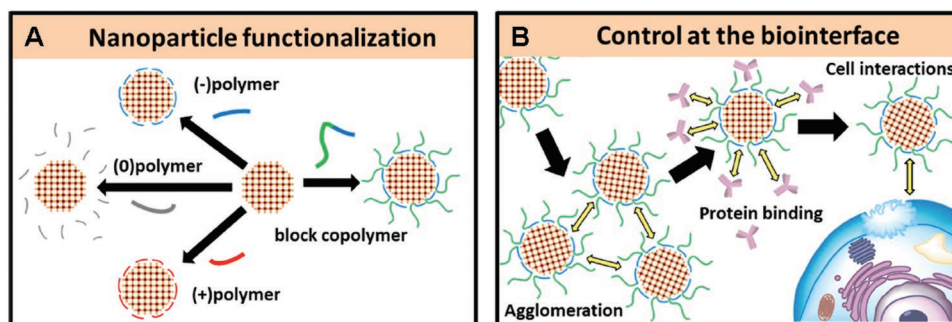 A
Nanoparticle functionalization
(-)polymer
(0)polymer
block copolymer
(+)polymer
B
Control at the biointerface
Cell interactions
Protein binding
Agglomeration